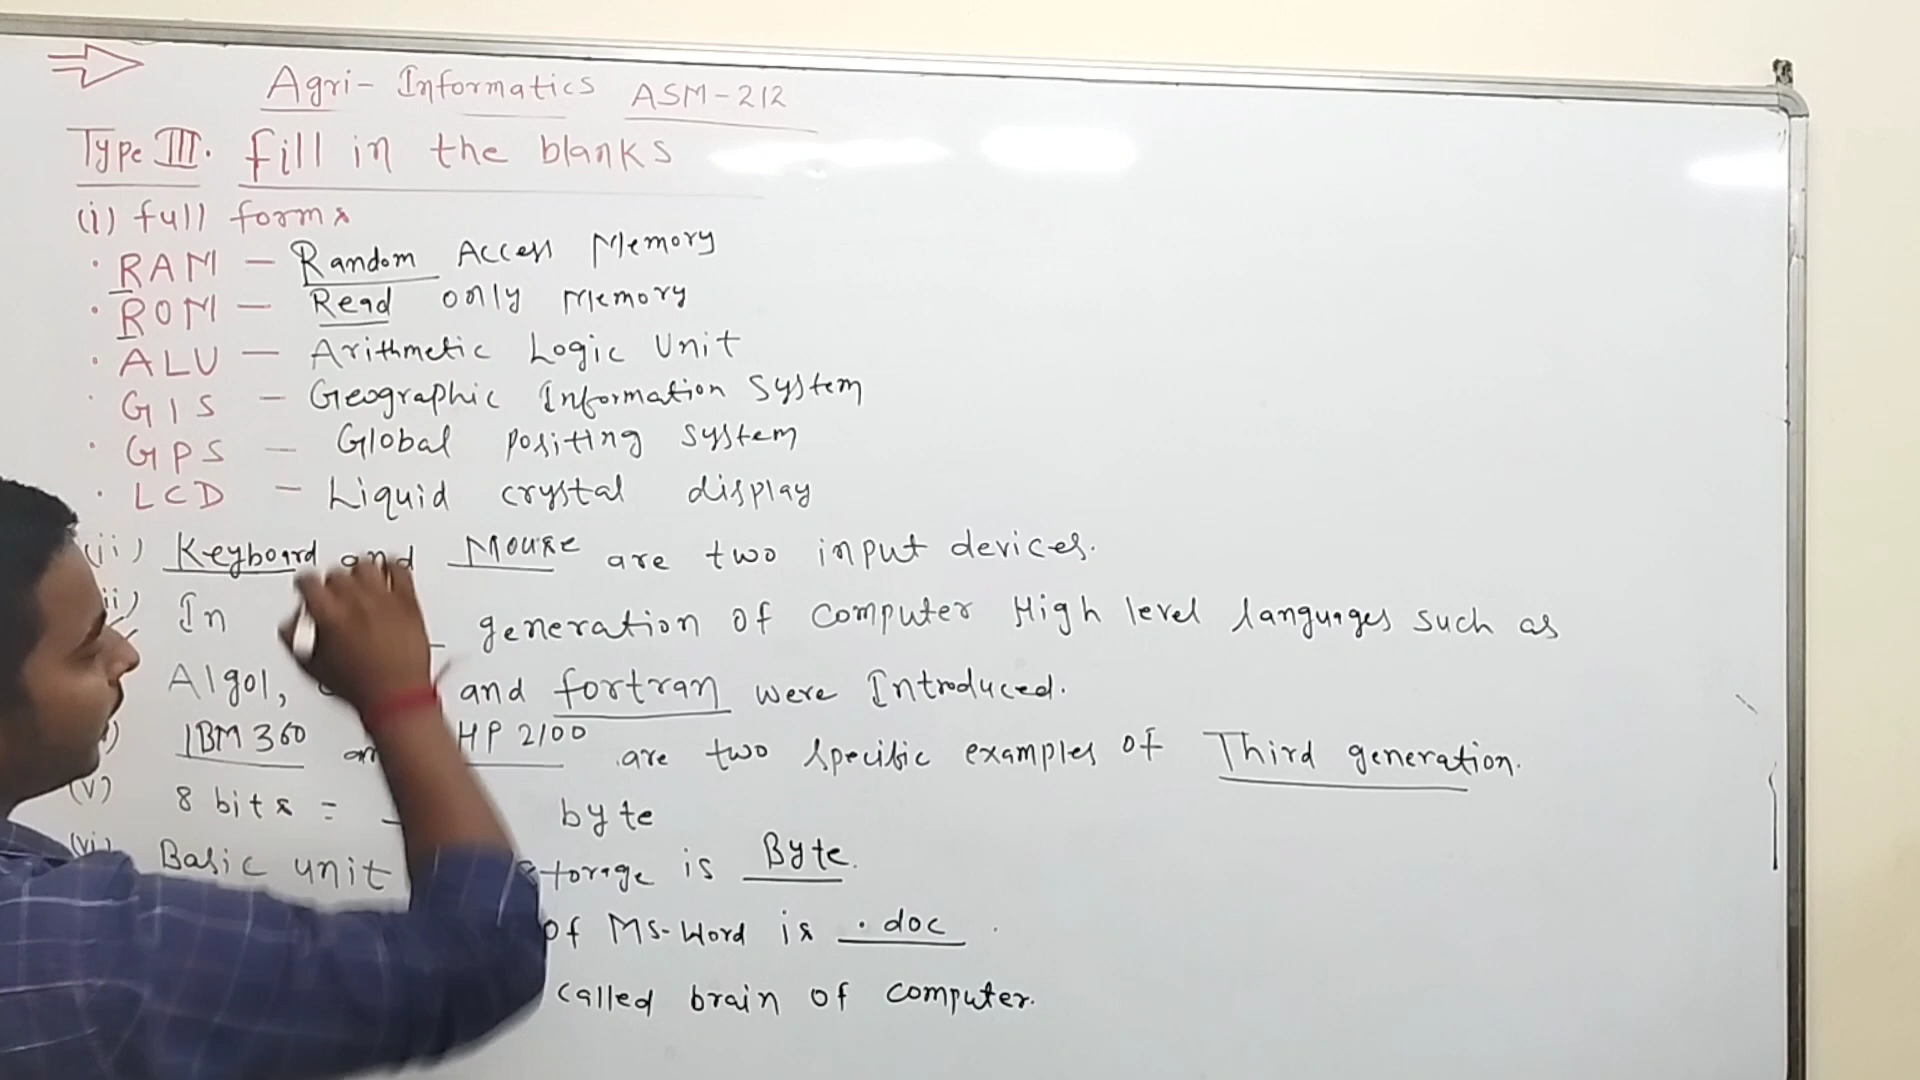 Agri-Informatics ASM-212
Type III. fill in the blanks
(i) full forms
· RAM – Random Access Memory
· ROM – Read only Memory
· ALU – Arithmetic Logic Unit
· GIS – Geographic Information System
· GPS – Global positing system
· LCD – Liquid crystal display
(ii) Keyboard and Mouse are two input devices.
In generation of computer High level languages such as
Algol, and fortran were Introduced.
IBM 360 HP 2100 are two specific examples of Third generation.
(v) 8 bits = byte
(vi) Basic unit storage is Byte.
of MS-Word is .doc .
called brain of computer.